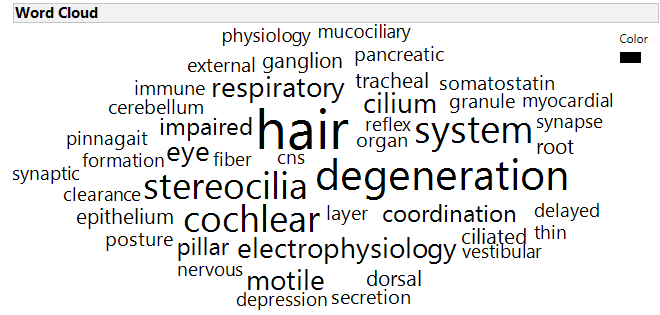 Word Cloud
Color
physiology mucociliary
external ganglion pancreatic
immune respiratory tracheal somatostatin
cerebellum cilium granule myocardial
pinnagait impaired hair reflex system synapse
formation eye fiber cns organ root
synaptic stereocilia degeneration
clearance
epithelium cochlear layer coordination delayed
posture pillar electrophysiology ciliated thin
vestibular
nervous motile dorsal
depression secretion